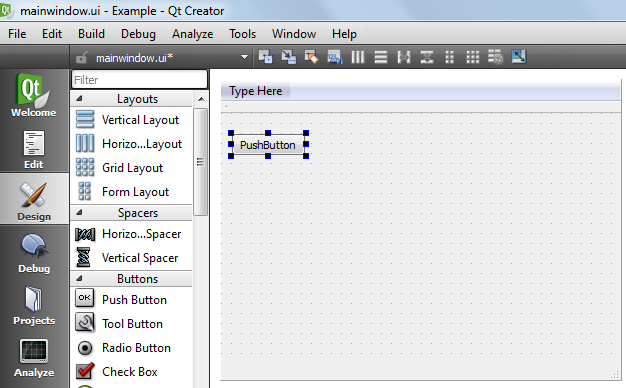 mainwindow.ui - Example - Qt Creator
File Edit Build Debug Analyze Tools Window Help
mainwindow.ui*
Qt
Welcome
Edit
Design
Debug
Projects
Analyze
Filter
Layouts
Vertical Layout
Horizo...Layout
Grid Layout
Form Layout
Spacers
Horizo...Spacer
Vertical Spacer
Buttons
OK Push Button
Tool Button
Radio Button
Check Box
Type Here
PushButton